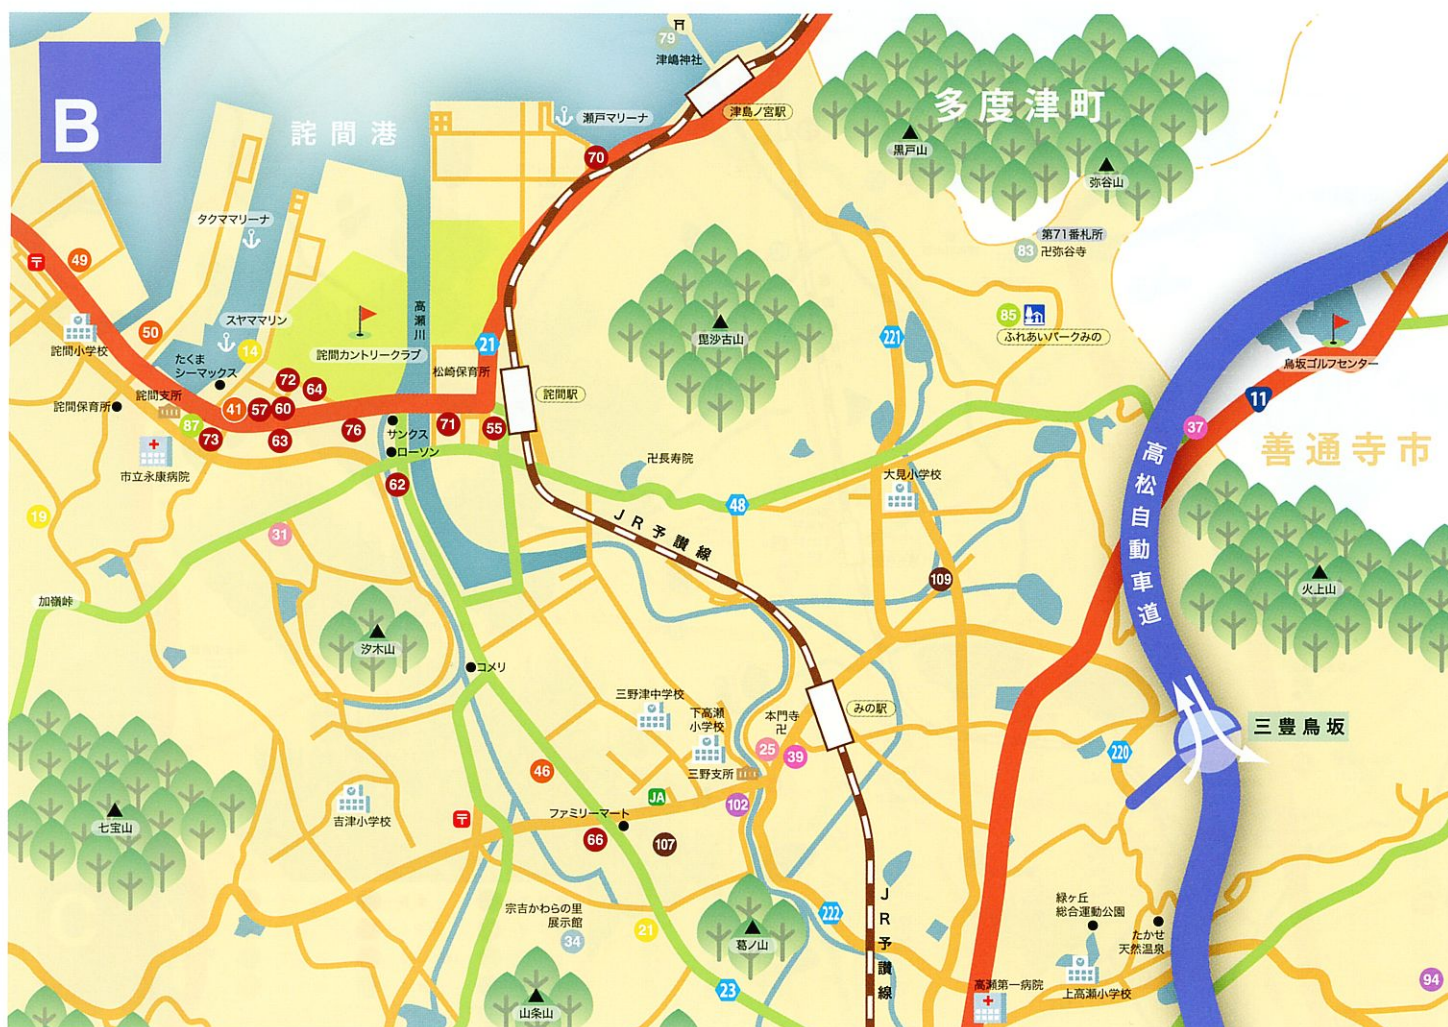 B
詫間港
79
津嶋神社
津島ノ宮駅
瀬戸マリーナ
70
多度津町
黒戸山
弥谷山
第71番札所
83
卍弥谷寺
タクママリーナ
〒
49
50
詫間小学校
スヤママリン
14
たくま
シーマックス
詫間カントリークラブ
高瀬川
21
松崎保育所
毘沙古山
221
85
ふれあいパークみの
鳥坂ゴルフセンター
11
詫間保育所
詫間支所
87
41
57
72
64
60
73
63
76
サンクス
ローソン
71
55
詫間駅
37
善通寺市
市立永康病院
62
卍長寿院
48
大見小学校
高松自動車道
19
31
JR予讃線
109
火上山
加嶺峠
汐木山
コメリ
三野津中学校
下高瀬
小学校
本門寺
卍
みの駅
三野支所
25
39
220
三豊鳥坂
46
JA
102
七宝山
吉津小学校
〒
ファミリーマート
66
107
宗吉かわらの里
展示館
34
21
葛ノ山
222
JR予讃線
緑ヶ丘
総合運動公園
たかせ
天然温泉
山条山
23
高瀬第一病院
上高瀬小学校
94